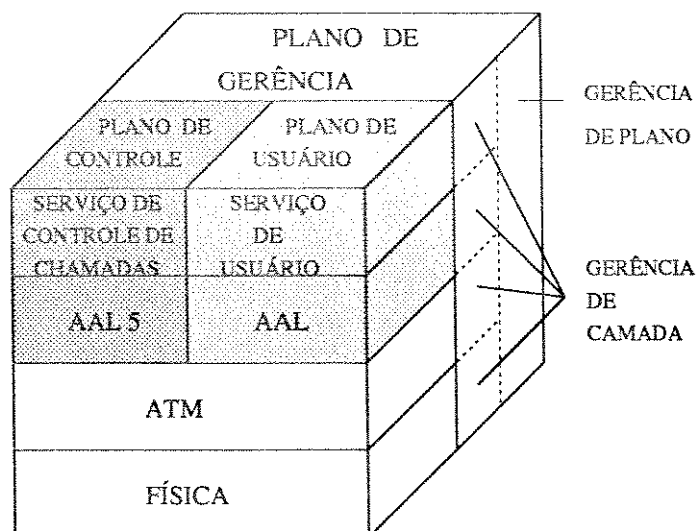 PLANO DE
GERÊNCIA
PLANO DE
CONTROLE
PLANO DE
USUÁRIO
SERVIÇO DE
CONTROLE DE
CHAMADAS
SERVIÇO
DE
USUÁRIO
AAL 5
AAL
ATM
FÍSICA
GERÊNCIA
DE PLANO
GERÊNCIA
DE
CAMADA